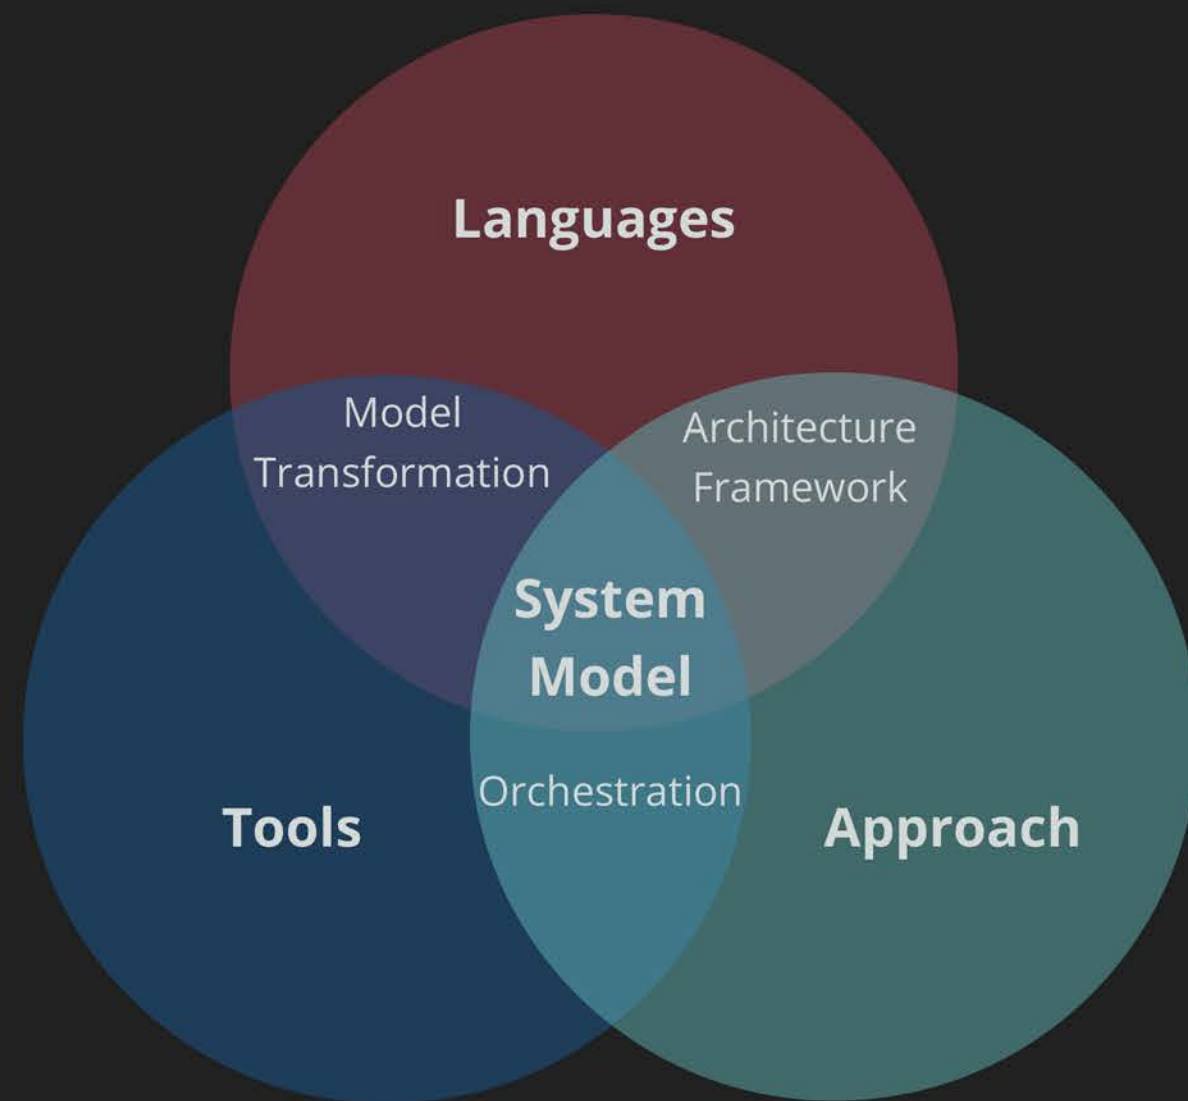 Languages
Model
Transformation
Architecture
Framework
System
Model
Orchestration
Tools
Approach